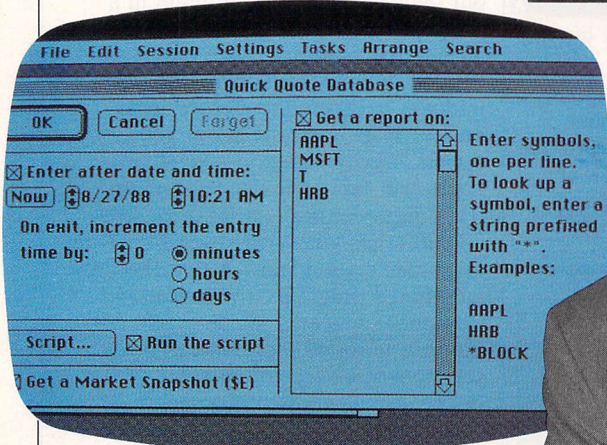 File Edit Session Settings Tasks Arrange Search
Quick Quote Database
OK Cancel Forget
Enter after date and time:
Now 8/27/88 10:21 AM
On exit, increment the entry
time by: 0 minutes
hours
days
Script... Run the script
Get a Market Snapshot ($E)
Get a report on:
AAPL
MSFT
T
HRB
Enter symbols,
one per line.
To look up a
symbol, enter a
string prefixed
with "*".
Examples:
AAPL
HRB
*BLOCK